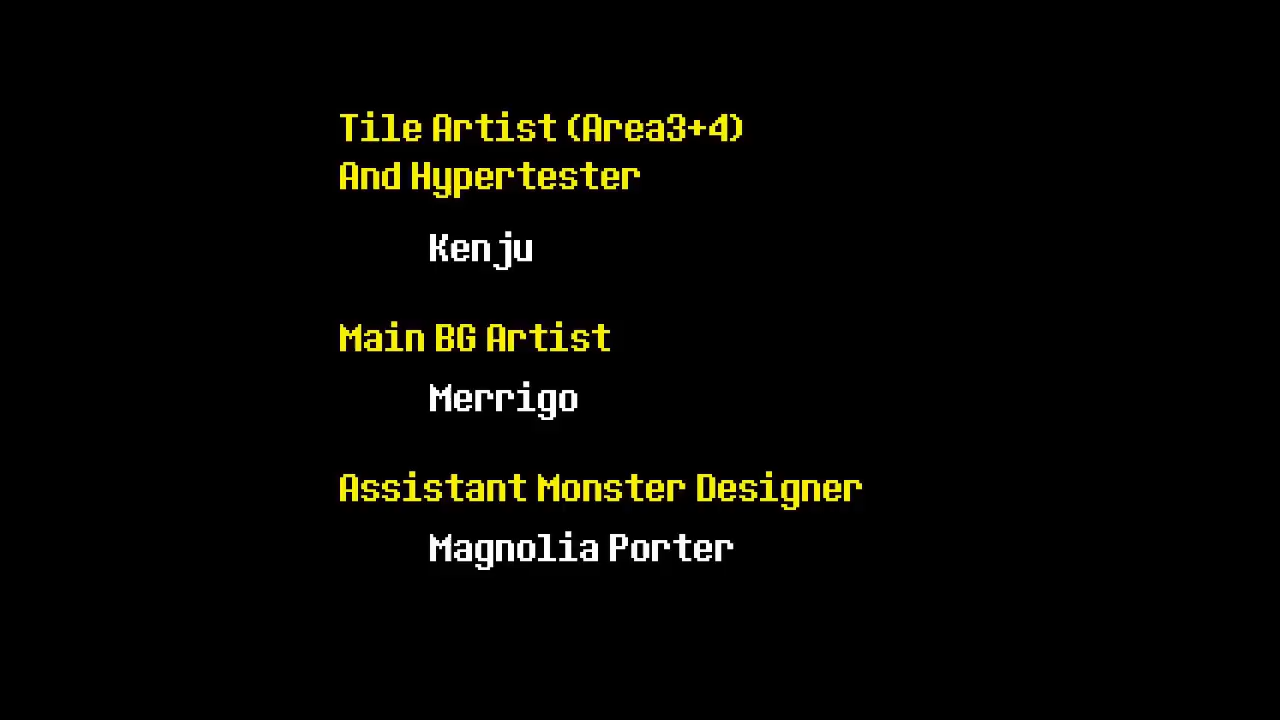 Tile Artist (Area3+4)
And Hypertester
Kenju
Main BG Artist
Merrigo
Assistant Monster Designer
Magnolia Porter